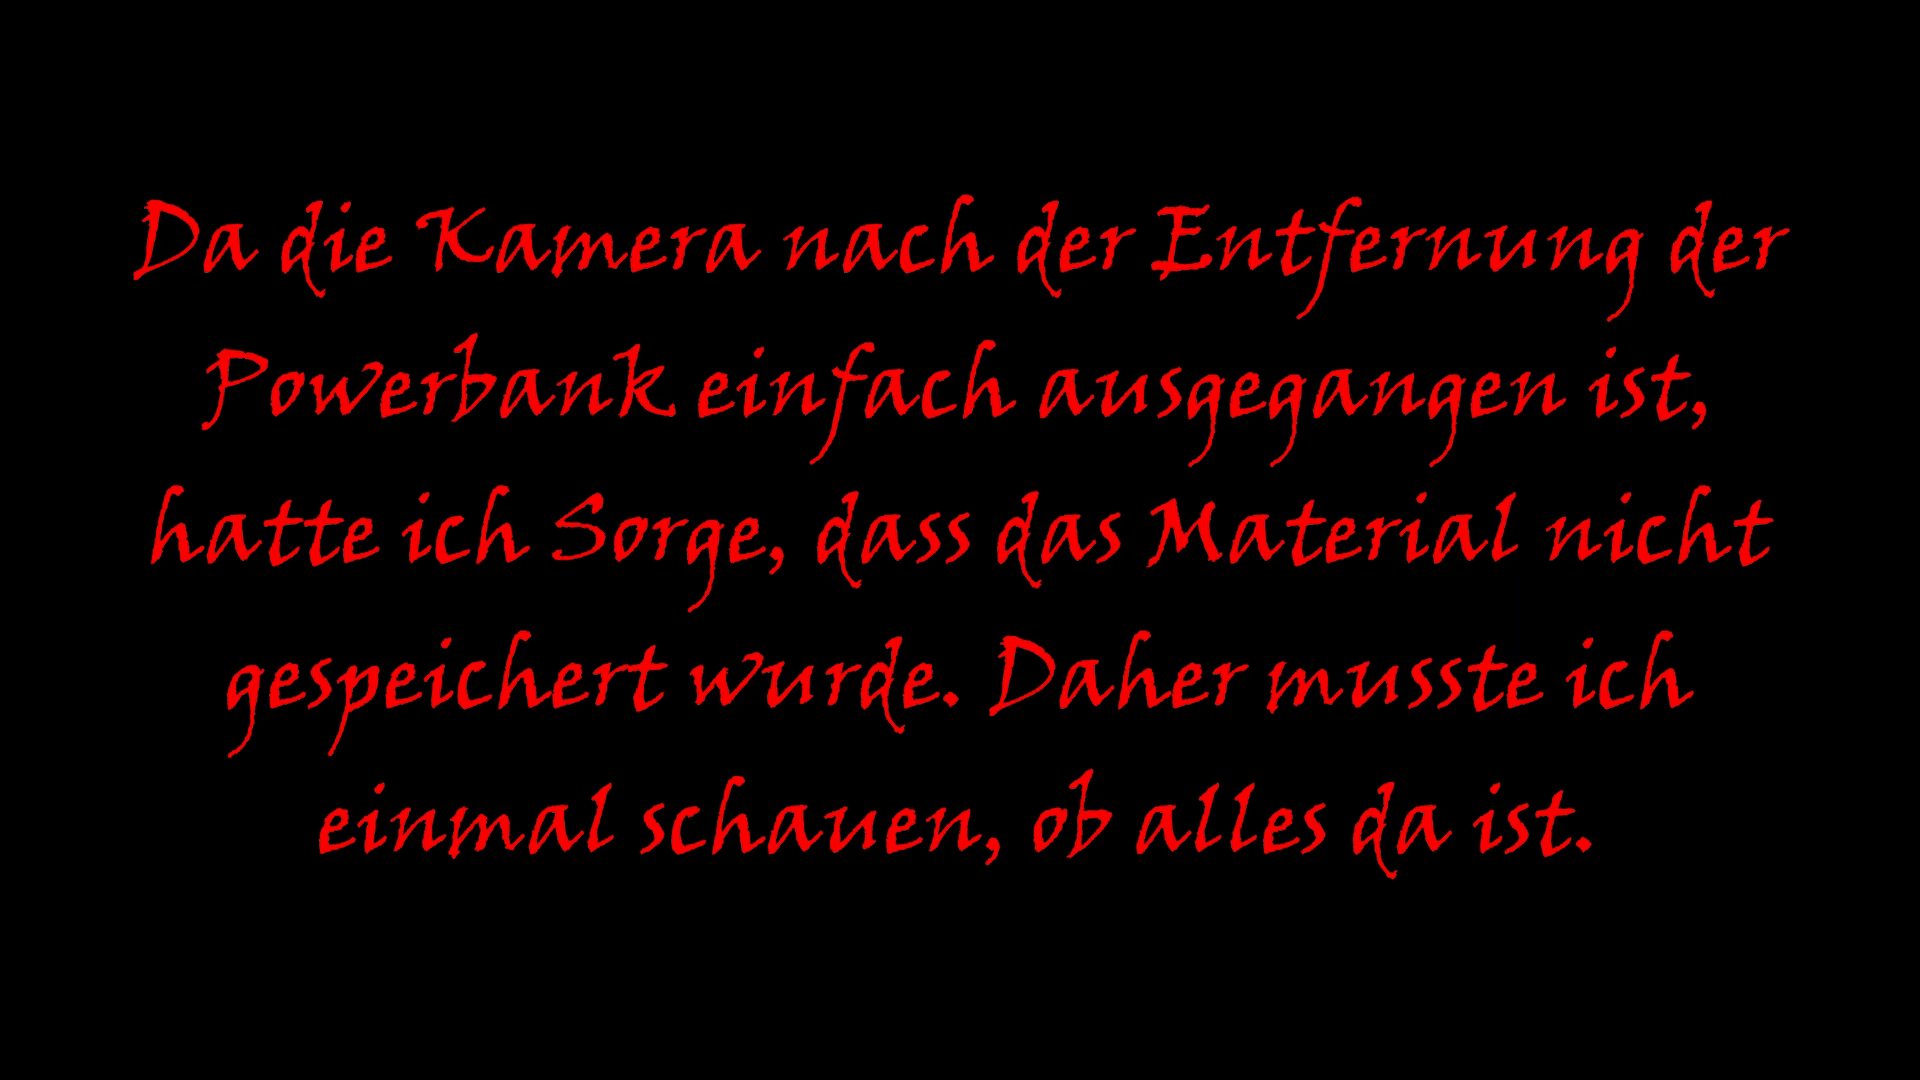 Da die Kamera nach der Entfernung der
Powerbank einfach ausgegangen ist,
hatte ich Sorge, dass das Material nicht
gespeichert wurde. Daher musste ich
einmal schauen, ob alles da ist.